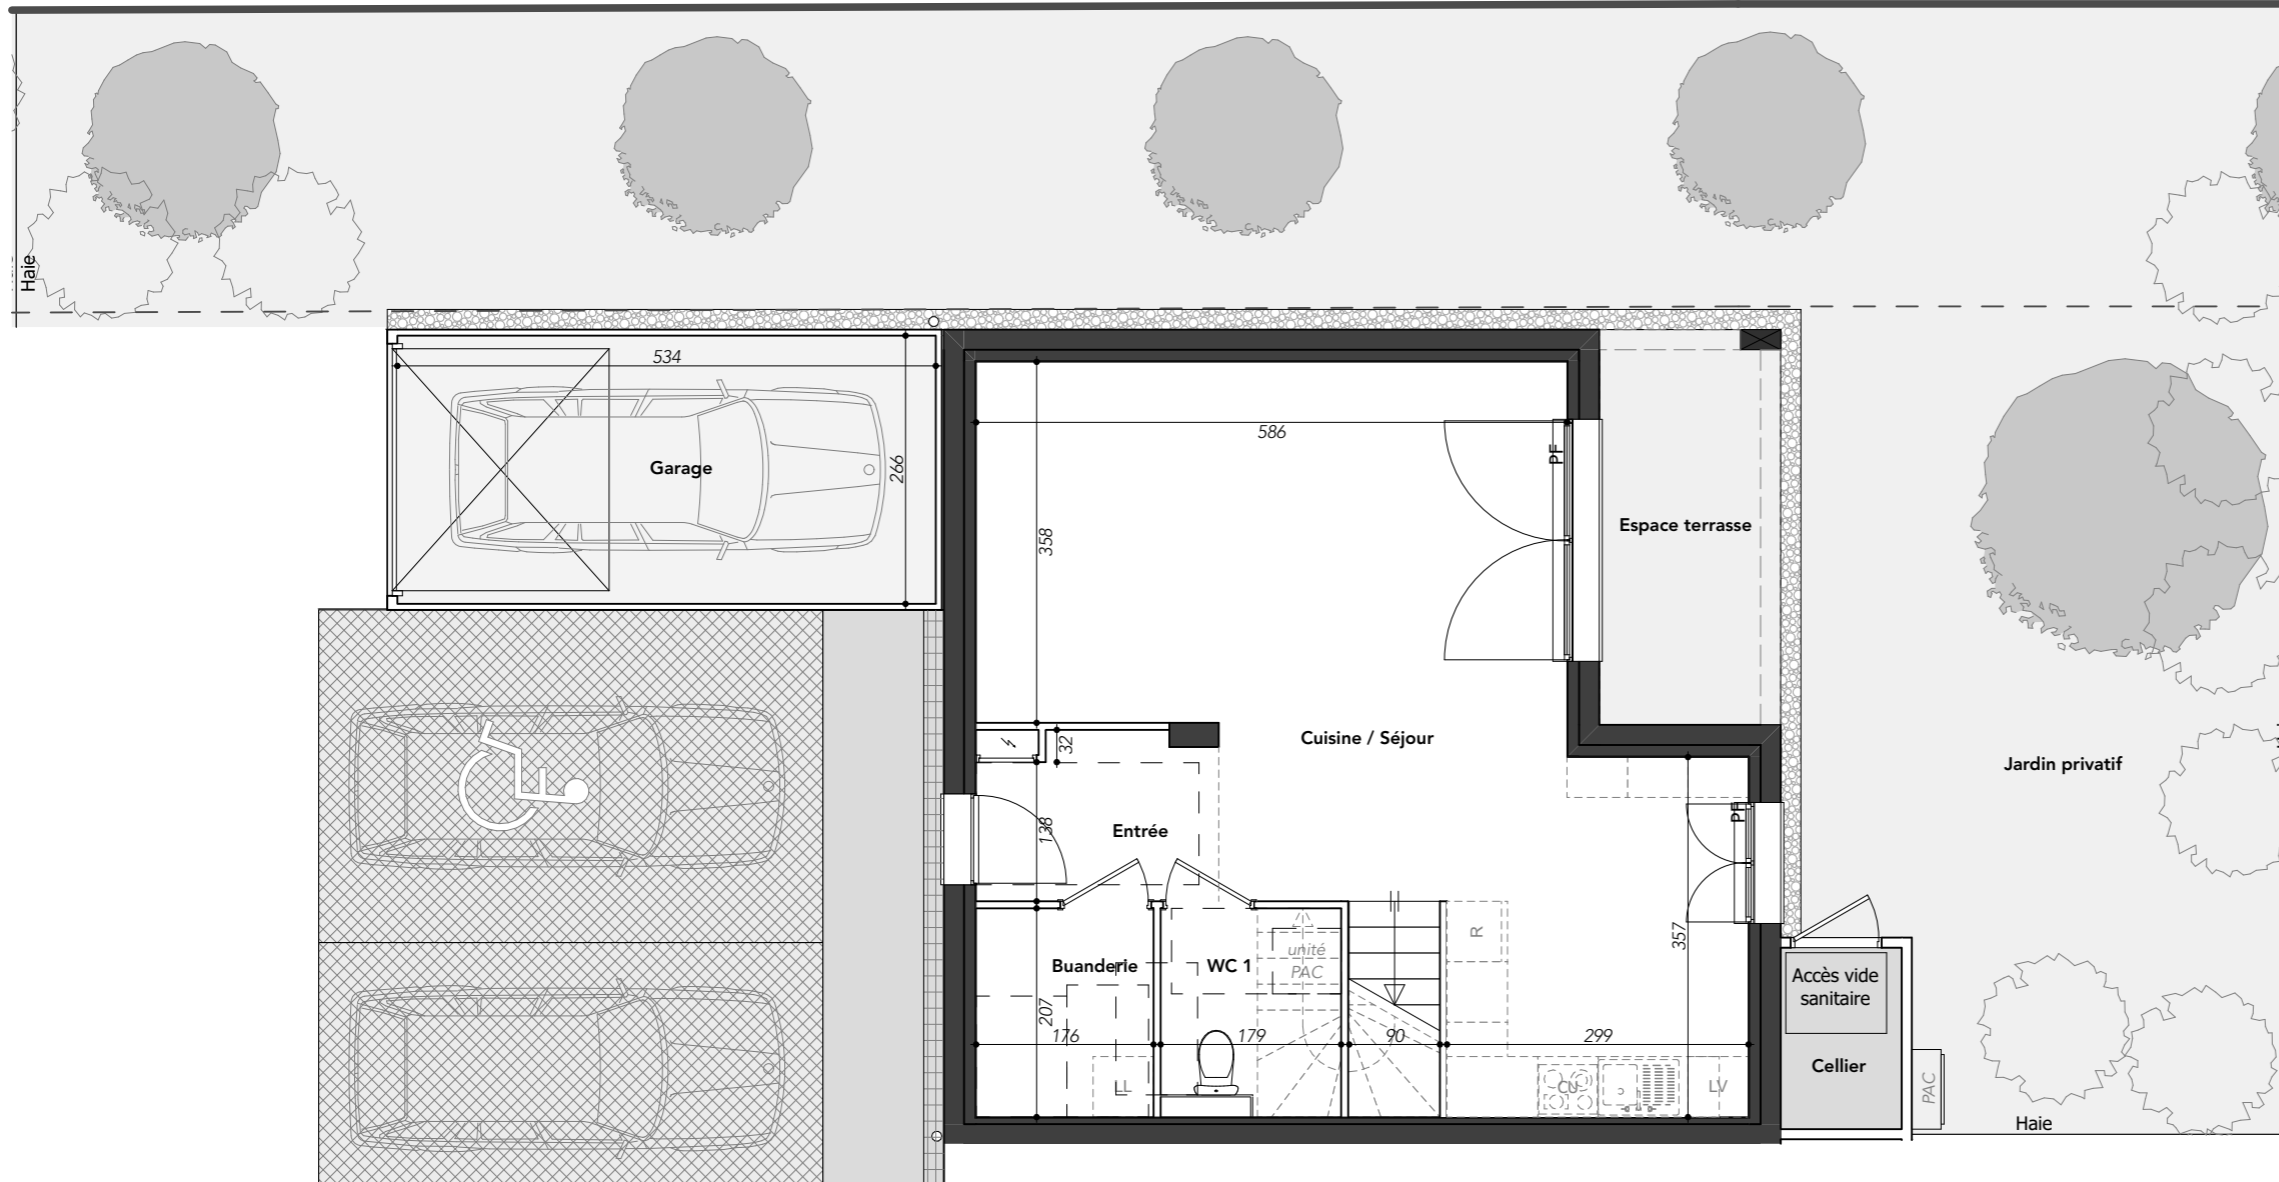 Haie
534
Garage
266
586
PF
358
Espace terrasse
32
Cuisine / Séjour
Jardin privatif
138
Entrée
PF
357
R
Buanderie
WC 1
unité
PAC
Accès vide
sanitaire
207
176
179
90
299
Cellier
LL
CU
LV
PAC
Haie